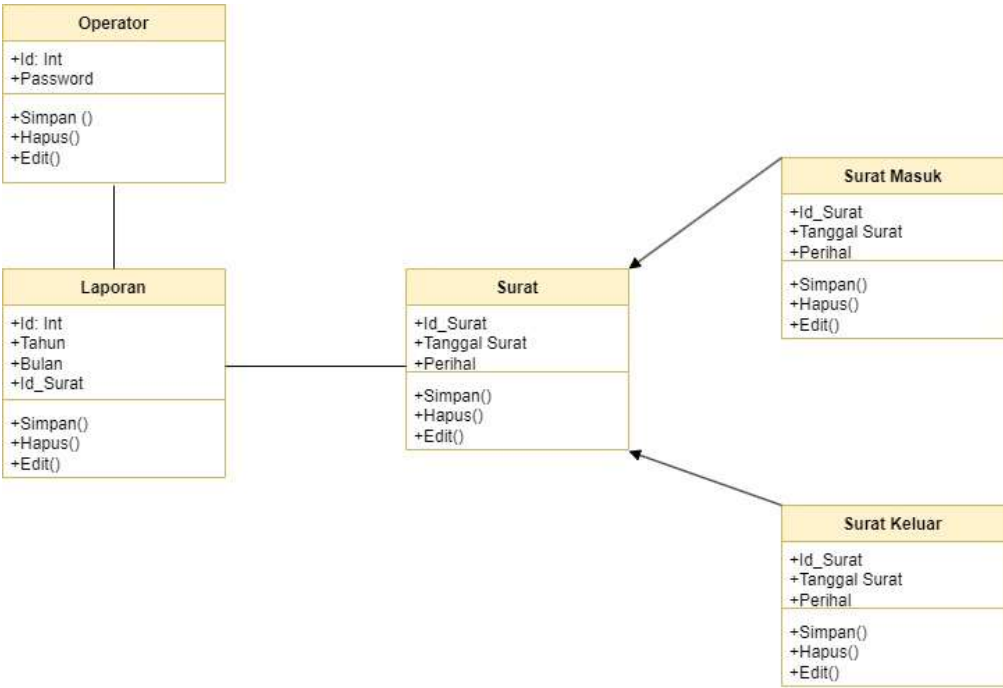 Operator
+Id: Int
+Password
+Simpan ()
+Hapus()
+Edit()
Laporan
+Id: Int
+Tahun
+Bulan
+Id_Surat
+Simpan()
+Hapus()
+Edit()
Surat
+Id_Surat
+Tanggal Surat
+Perihal
+Simpan()
+Hapus()
+Edit()
Surat Masuk
+Id_Surat
+Tanggal Surat
+Perihal
+Simpan()
+Hapus()
+Edit()
Surat Keluar
+Id_Surat
+Tanggal Surat
+Perihal
+Simpan()
+Hapus()
+Edit()